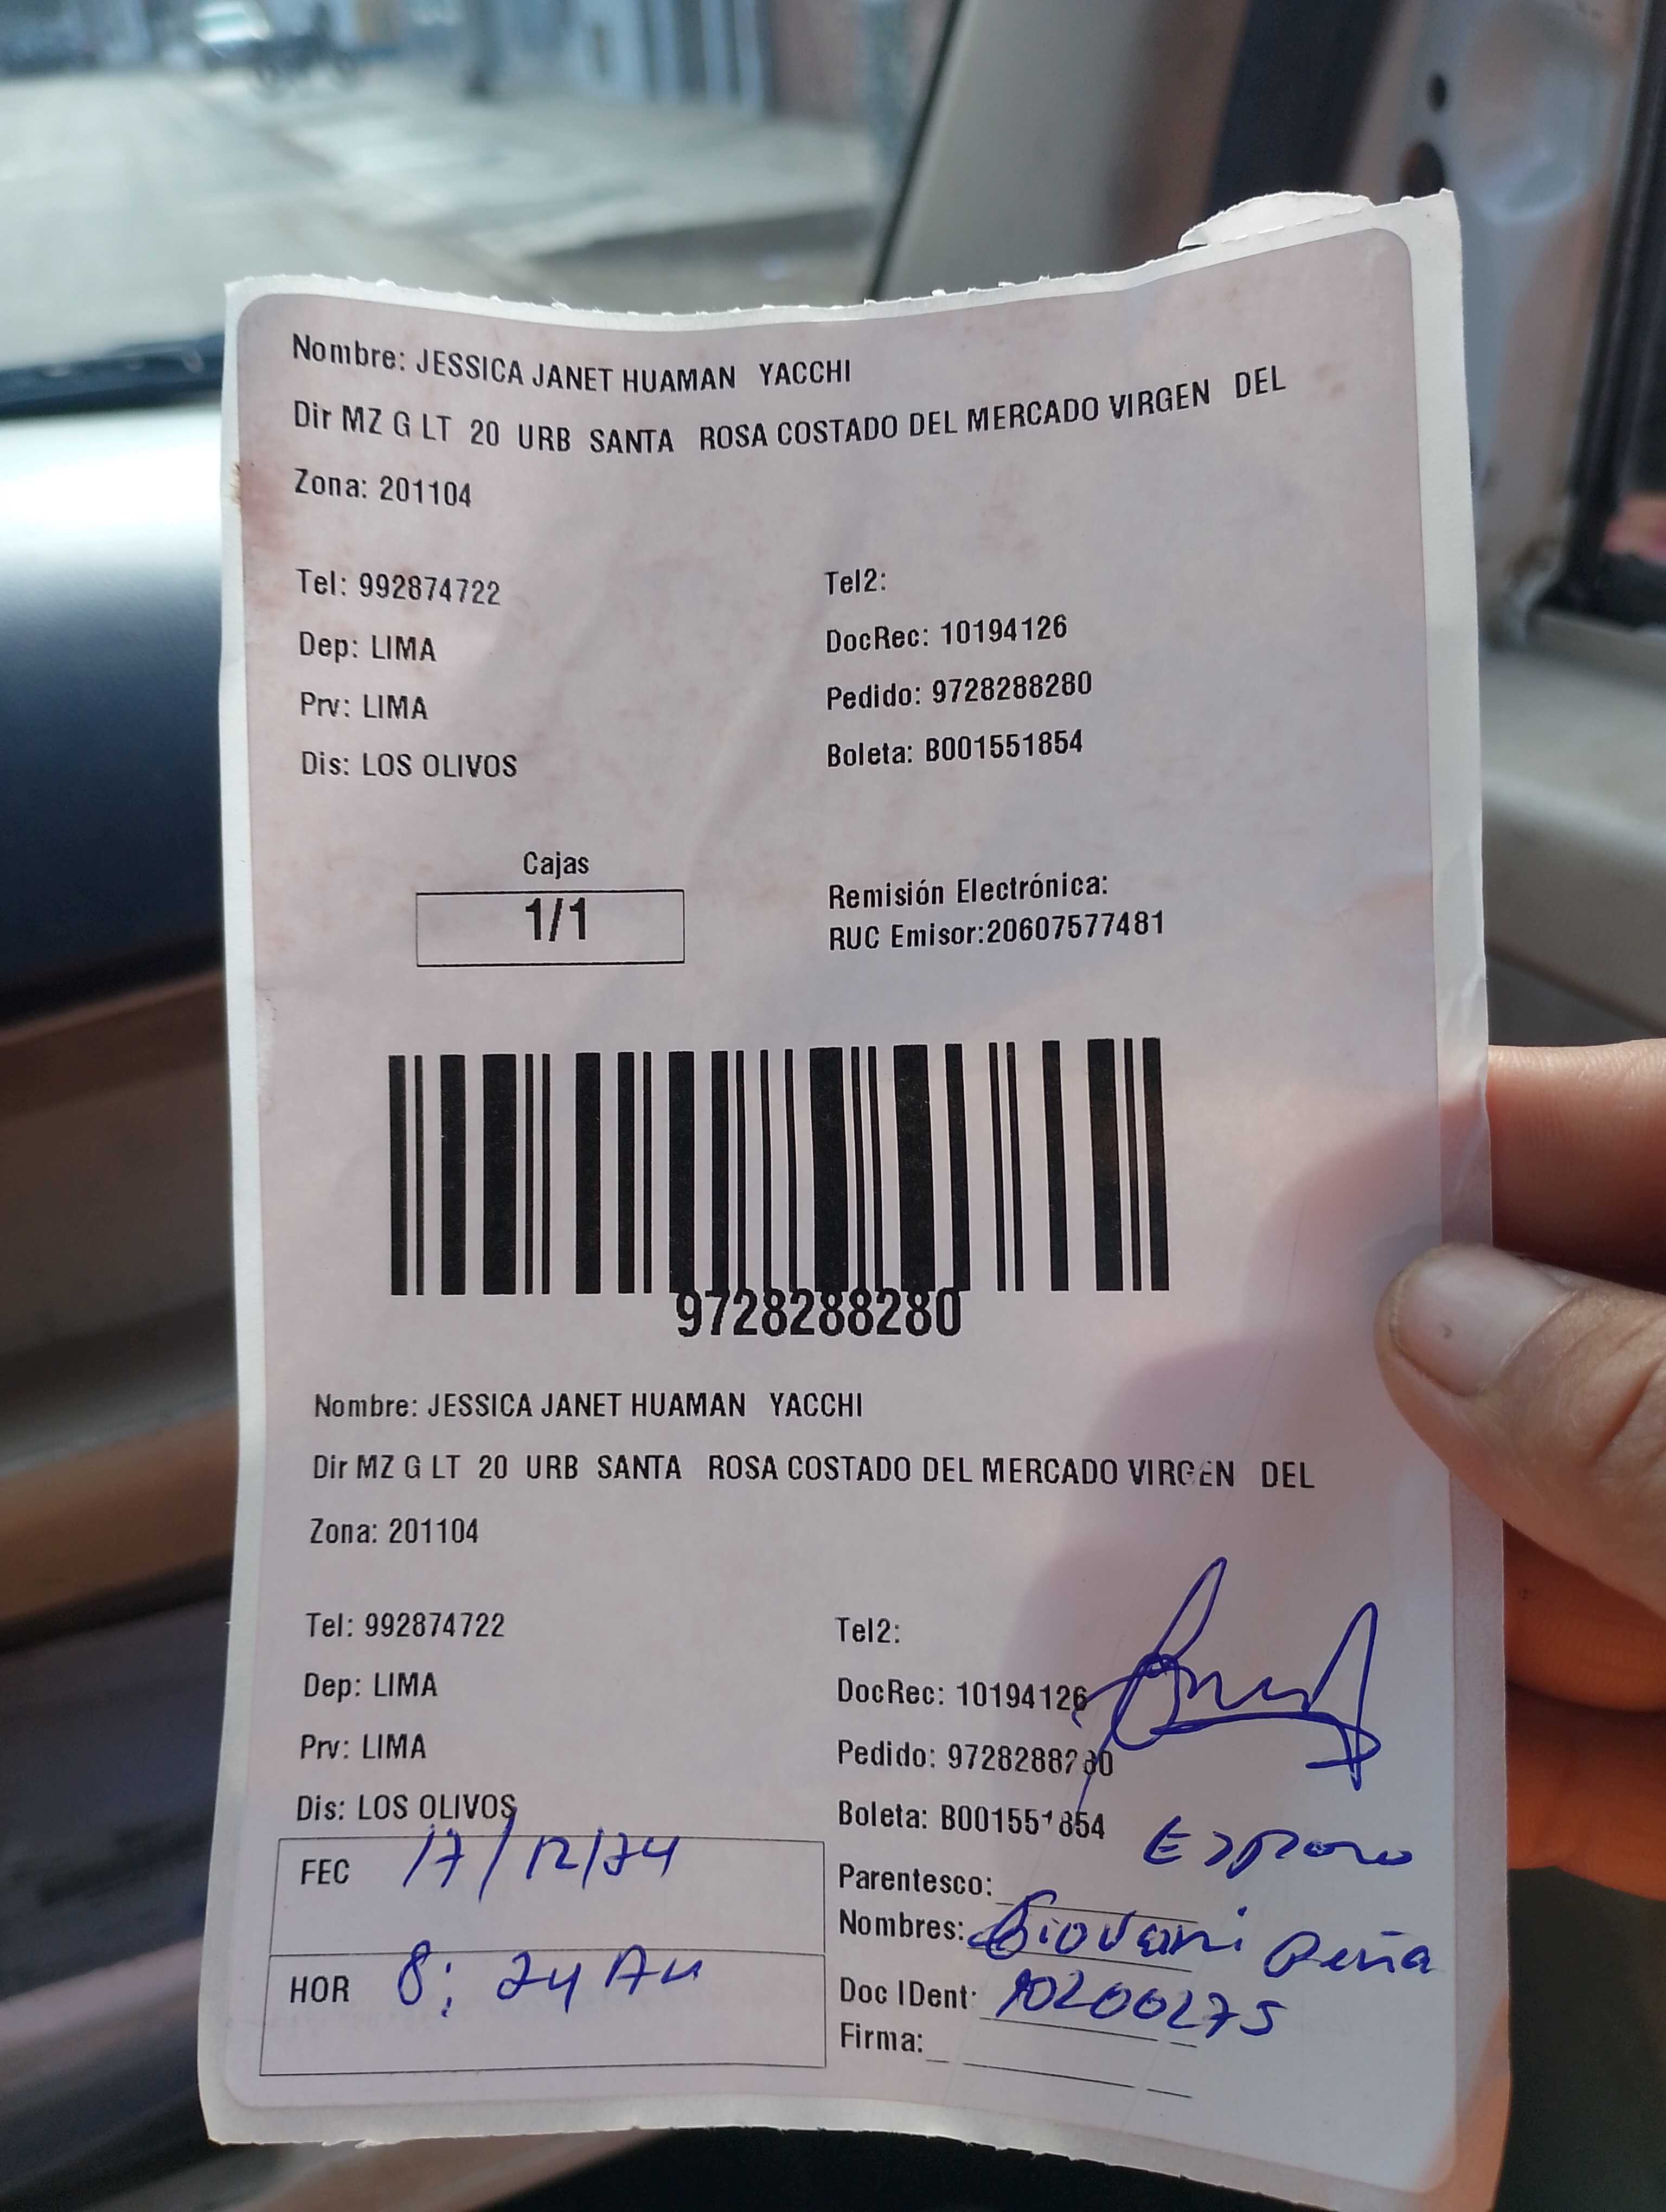 Nombre: JESSICA JANET HUAMAN YACCHI
Dir MZ G LT 20 URB SANTA ROSA COSTADO DEL MERCADO VIRGEN DEL
Zona: 201104
Tel: 992874722 Tel2:
Dep: LIMA DocRec: 10194126
Prv: LIMA Pedido: 9728288280
Dis: LOS OLIVOS Boleta: B001551854
Cajas
1/1
Remisión Electrónica:
RUC Emisor:20607577481
9728288280
Nombre: JESSICA JANET HUAMAN YACCHI
Dir MZ G LT 20 URB SANTA ROSA COSTADO DEL MERCADO VIRGEN DEL
Zona: 201104
Tel: 992874722 Tel2:
Dep: LIMA DocRec: 10194126
Prv: LIMA Pedido: 9728288280
Dis: LOS OLIVOS Boleta: B001551854
FEC 17/12/24
HOR 8:24 AM
Parentesco: Esposo
Nombres: Giovani Peña
Doc IDent: 10200275
Firma: